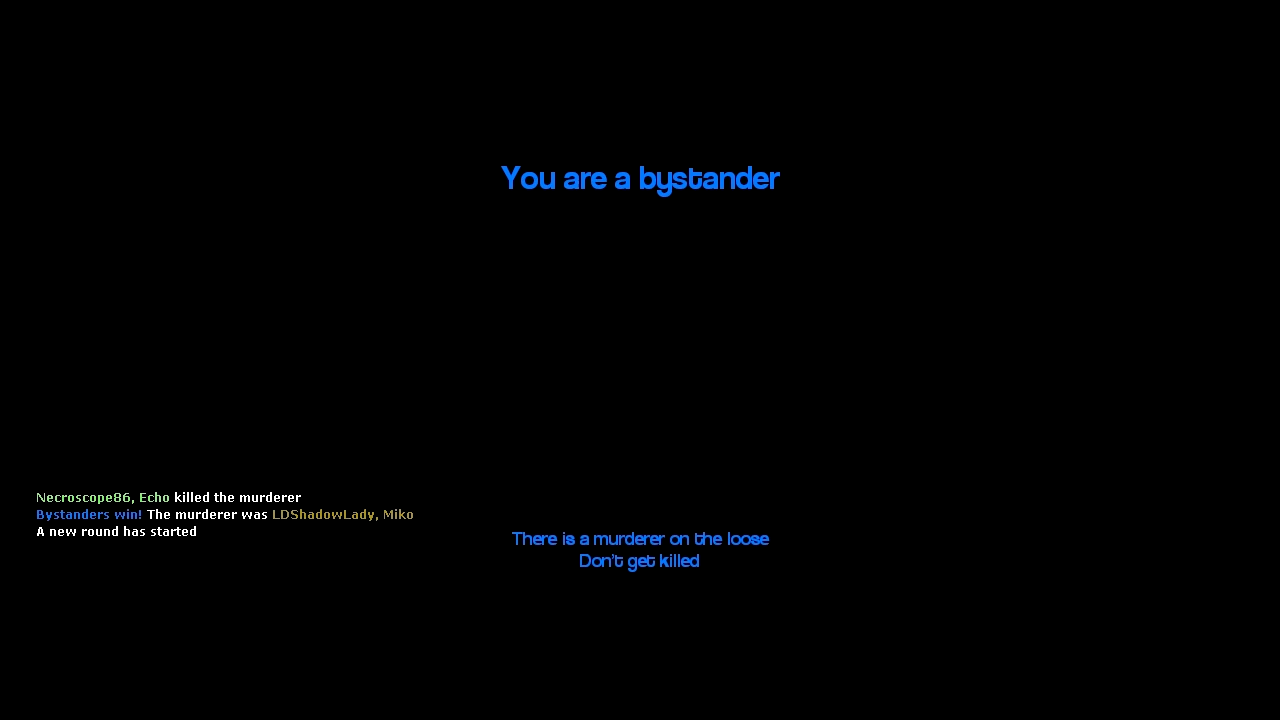 You are a bystander
Necroscope86, Echo killed the murderer
Bystanders win! The murderer was LDShadowLady, Miko
A new round has started
There is a murderer on the loose
Don't get killed